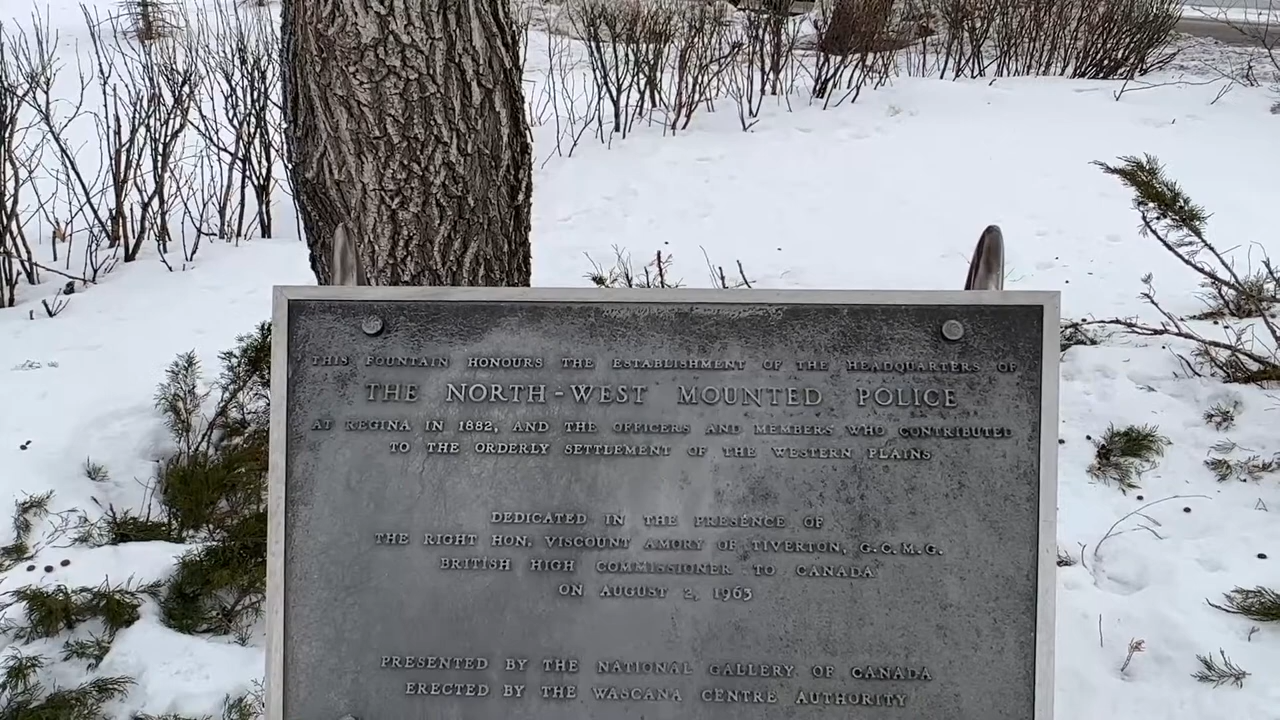 THIS FOUNTAIN HONOURS THE ESTABLISHMENT OF THE HEADQUARTERS OF
THE NORTH-WEST MOUNTED POLICE
AT REGINA IN 1882, AND THE OFFICERS AND MEMBERS WHO CONTRIBUTED
TO THE ORDERLY SETTLEMENT OF THE WESTERN PLAINS
DEDICATED IN THE PRESENCE OF
THE RIGHT HON. VISCOUNT AMORY OF TIVERTON, G.C.M.G.
BRITISH HIGH COMMISSIONER TO CANADA
ON AUGUST 2, 1963
PRESENTED BY THE NATIONAL GALLERY OF CANADA
ERECTED BY THE WASCANA CENTRE AUTHORITY